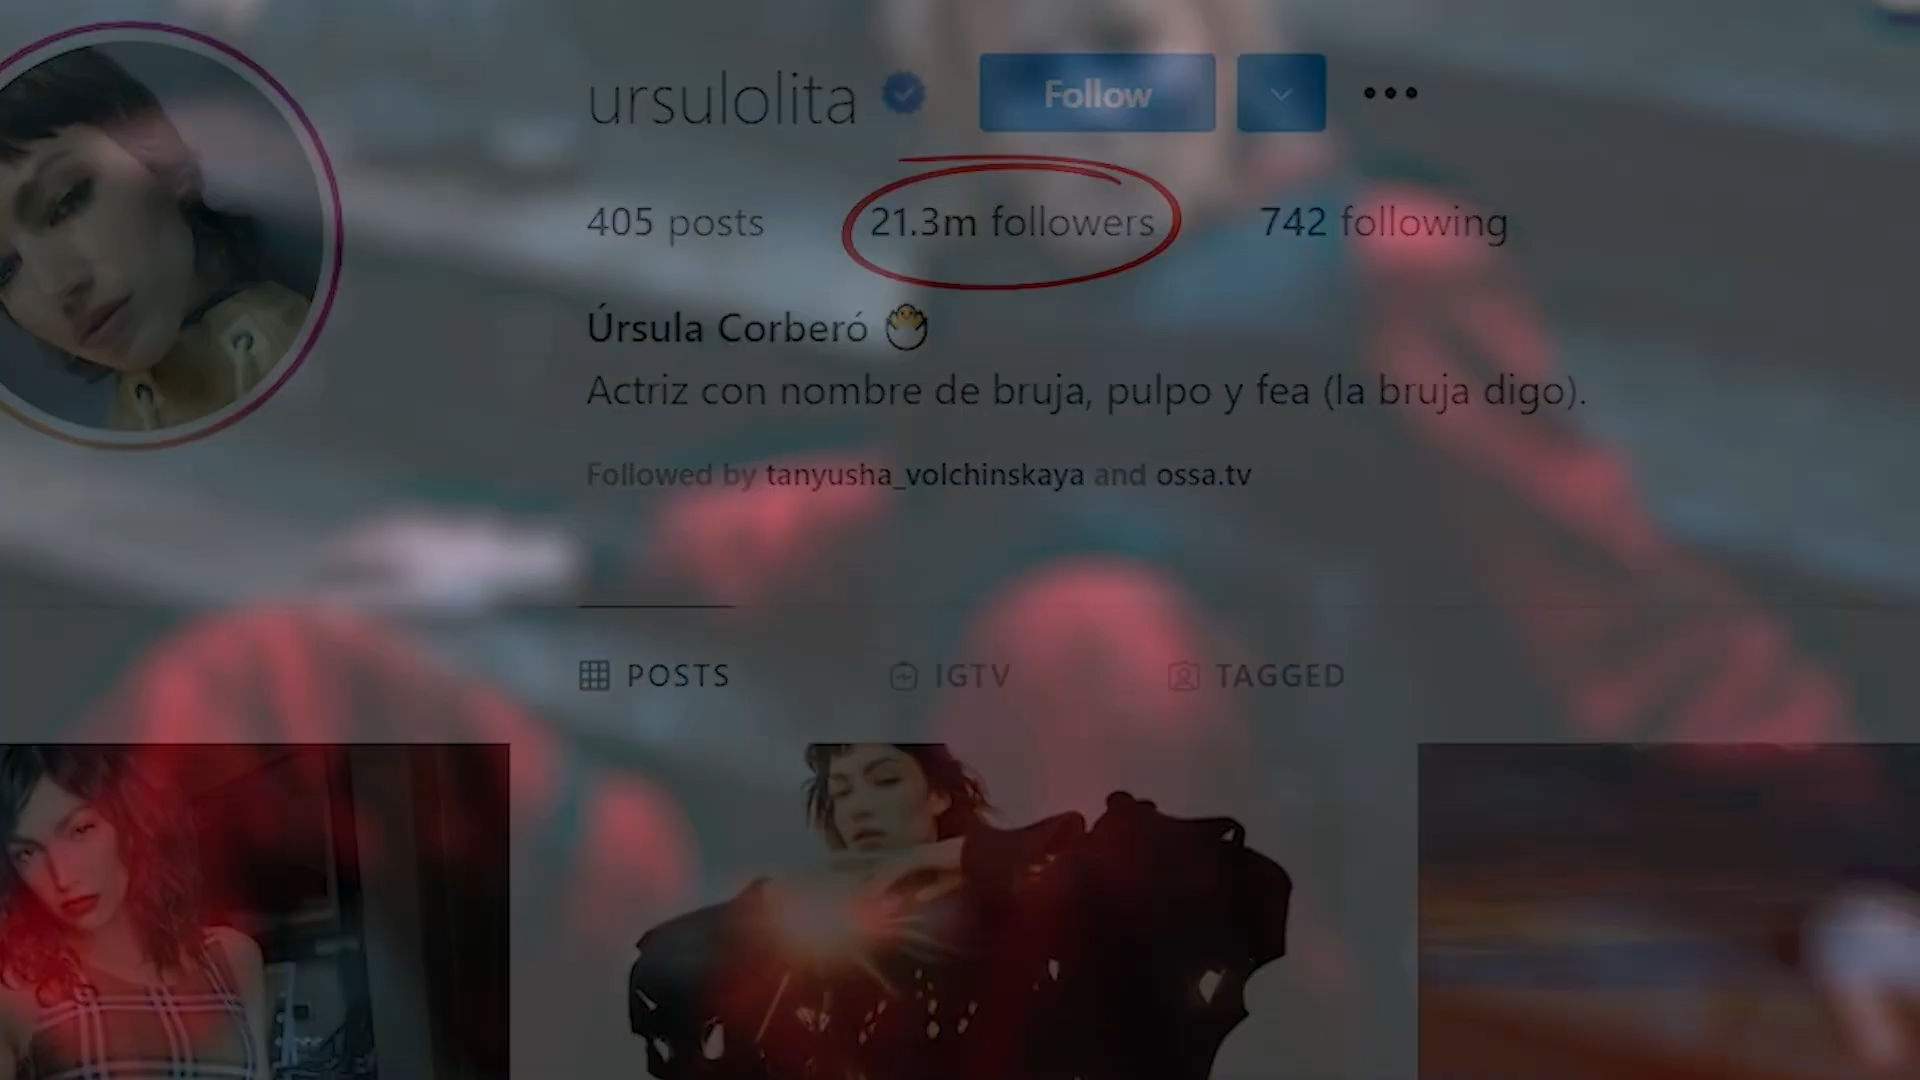 ursulolita
Follow
405 posts
21.3m followers
742 following
Úrsula Corberó
Actriz con nombre de bruja, pulpo y fea (la bruja digo).
Followed by tanyusha_volchinskaya and ossa.tv
POSTS
IGTV
TAGGED